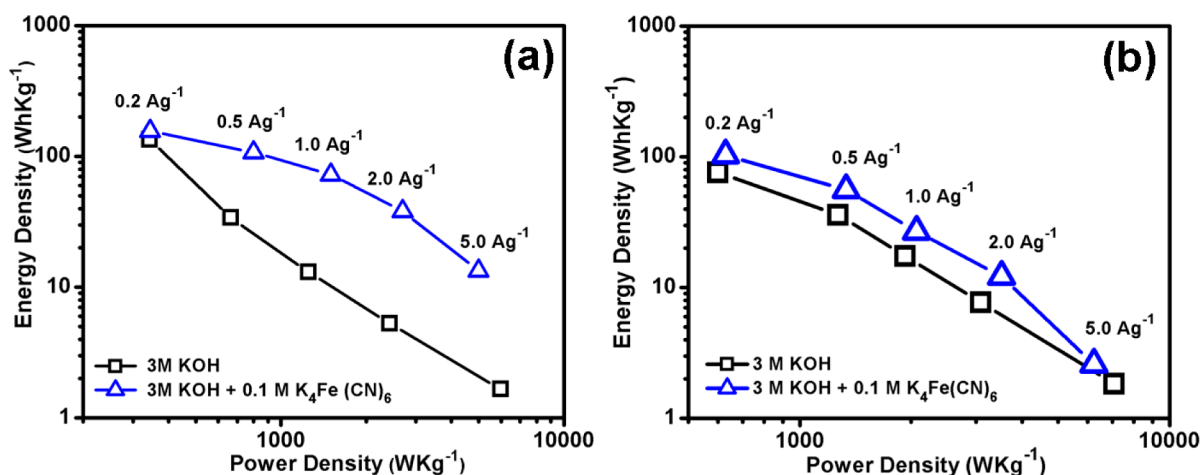 (a)
Energy Density (WhKg⁻¹)
1000
100
10
1
0.2 Ag⁻¹
0.5 Ag⁻¹
1.0 Ag⁻¹
2.0 Ag⁻¹
5.0 Ag⁻¹
3M KOH
3M KOH + 0.1 M K₄Fe (CN)₆
1000
10000
Power Density (WKg⁻¹)
(b)
Energy Density (WhKg⁻¹)
1000
100
10
1
0.2 Ag⁻¹
0.5 Ag⁻¹
1.0 Ag⁻¹
2.0 Ag⁻¹
5.0 Ag⁻¹
3 M KOH
3 M KOH + 0.1 M K₄Fe(CN)₆
1000
10000
Power Density (WKg⁻¹)